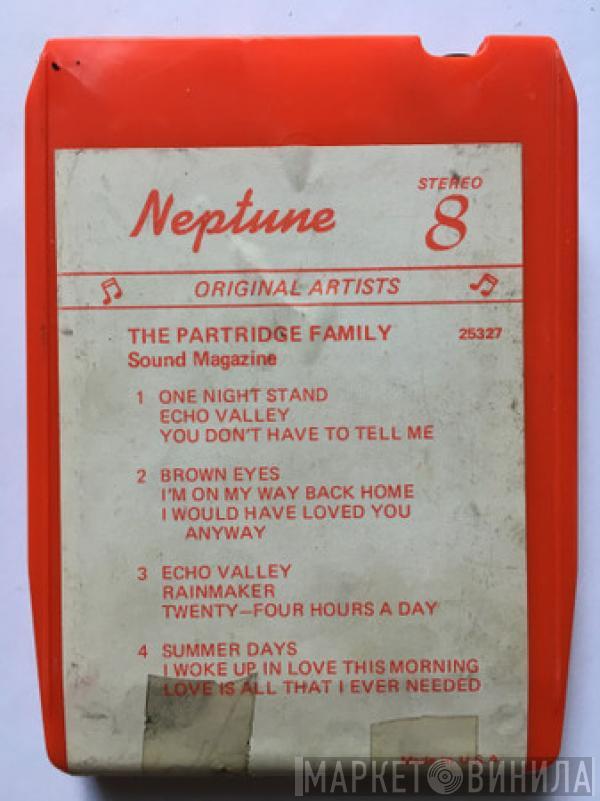 Neptune
STEREO
8
ORIGINAL ARTISTS
THE PARTRIDGE FAMILY 25327
Sound Magazine
1 ONE NIGHT STAND
ECHO VALLEY
YOU DON'T HAVE TO TELL ME
2 BROWN EYES
I'M ON MY WAY BACK HOME
I WOULD HAVE LOVED YOU
ANYWAY
3 ECHO VALLEY
RAINMAKER
TWENTY—FOUR HOURS A DAY
4 SUMMER DAYS
I WOKE UP IN LOVE THIS MORNING
LOVE IS ALL THAT I EVER NEEDED
U.S.A.
МАРКЕТ ВИНИЛА